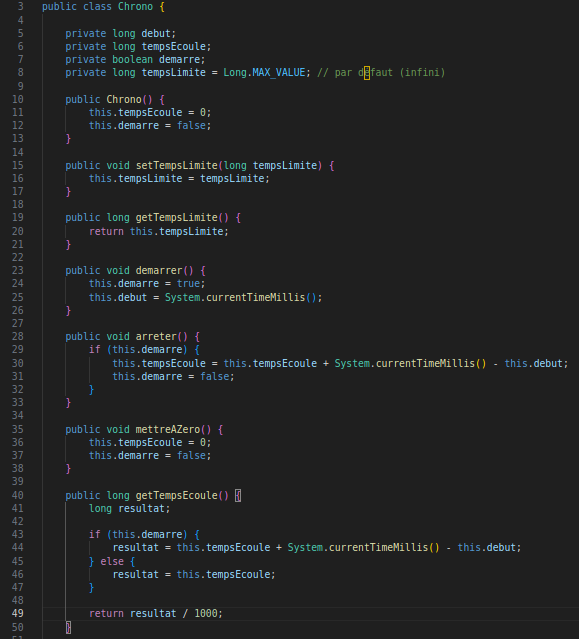 3 public class Chrono {
4
5 private long debut;
6 private long tempsEcoule;
7 private boolean demarre;
8 private long tempsLimite = Long.MAX_VALUE; // par défaut (infini)
9
10 public Chrono() {
11 this.tempsEcoule = 0;
12 this.demarre = false;
13 }
14
15 public void setTempsLimite(long tempsLimite) {
16 this.tempsLimite = tempsLimite;
17 }
18
19 public long getTempsLimite() {
20 return this.tempsLimite;
21 }
22
23 public void demarrer() {
24 this.demarre = true;
25 this.debut = System.currentTimeMillis();
26 }
27
28 public void arreter() {
29 if (this.demarre) {
30 this.tempsEcoule = this.tempsEcoule + System.currentTimeMillis() - this.debut;
31 this.demarre = false;
32 }
33 }
34
35 public void mettreAZero() {
36 this.tempsEcoule = 0;
37 this.demarre = false;
38 }
39
40 public long getTempsEcoule() {
41 long resultat;
42
43 if (this.demarre) {
44 resultat = this.tempsEcoule + System.currentTimeMillis() - this.debut;
45 } else {
46 resultat = this.tempsEcoule;
47 }
48
49 return resultat / 1000;
50 }